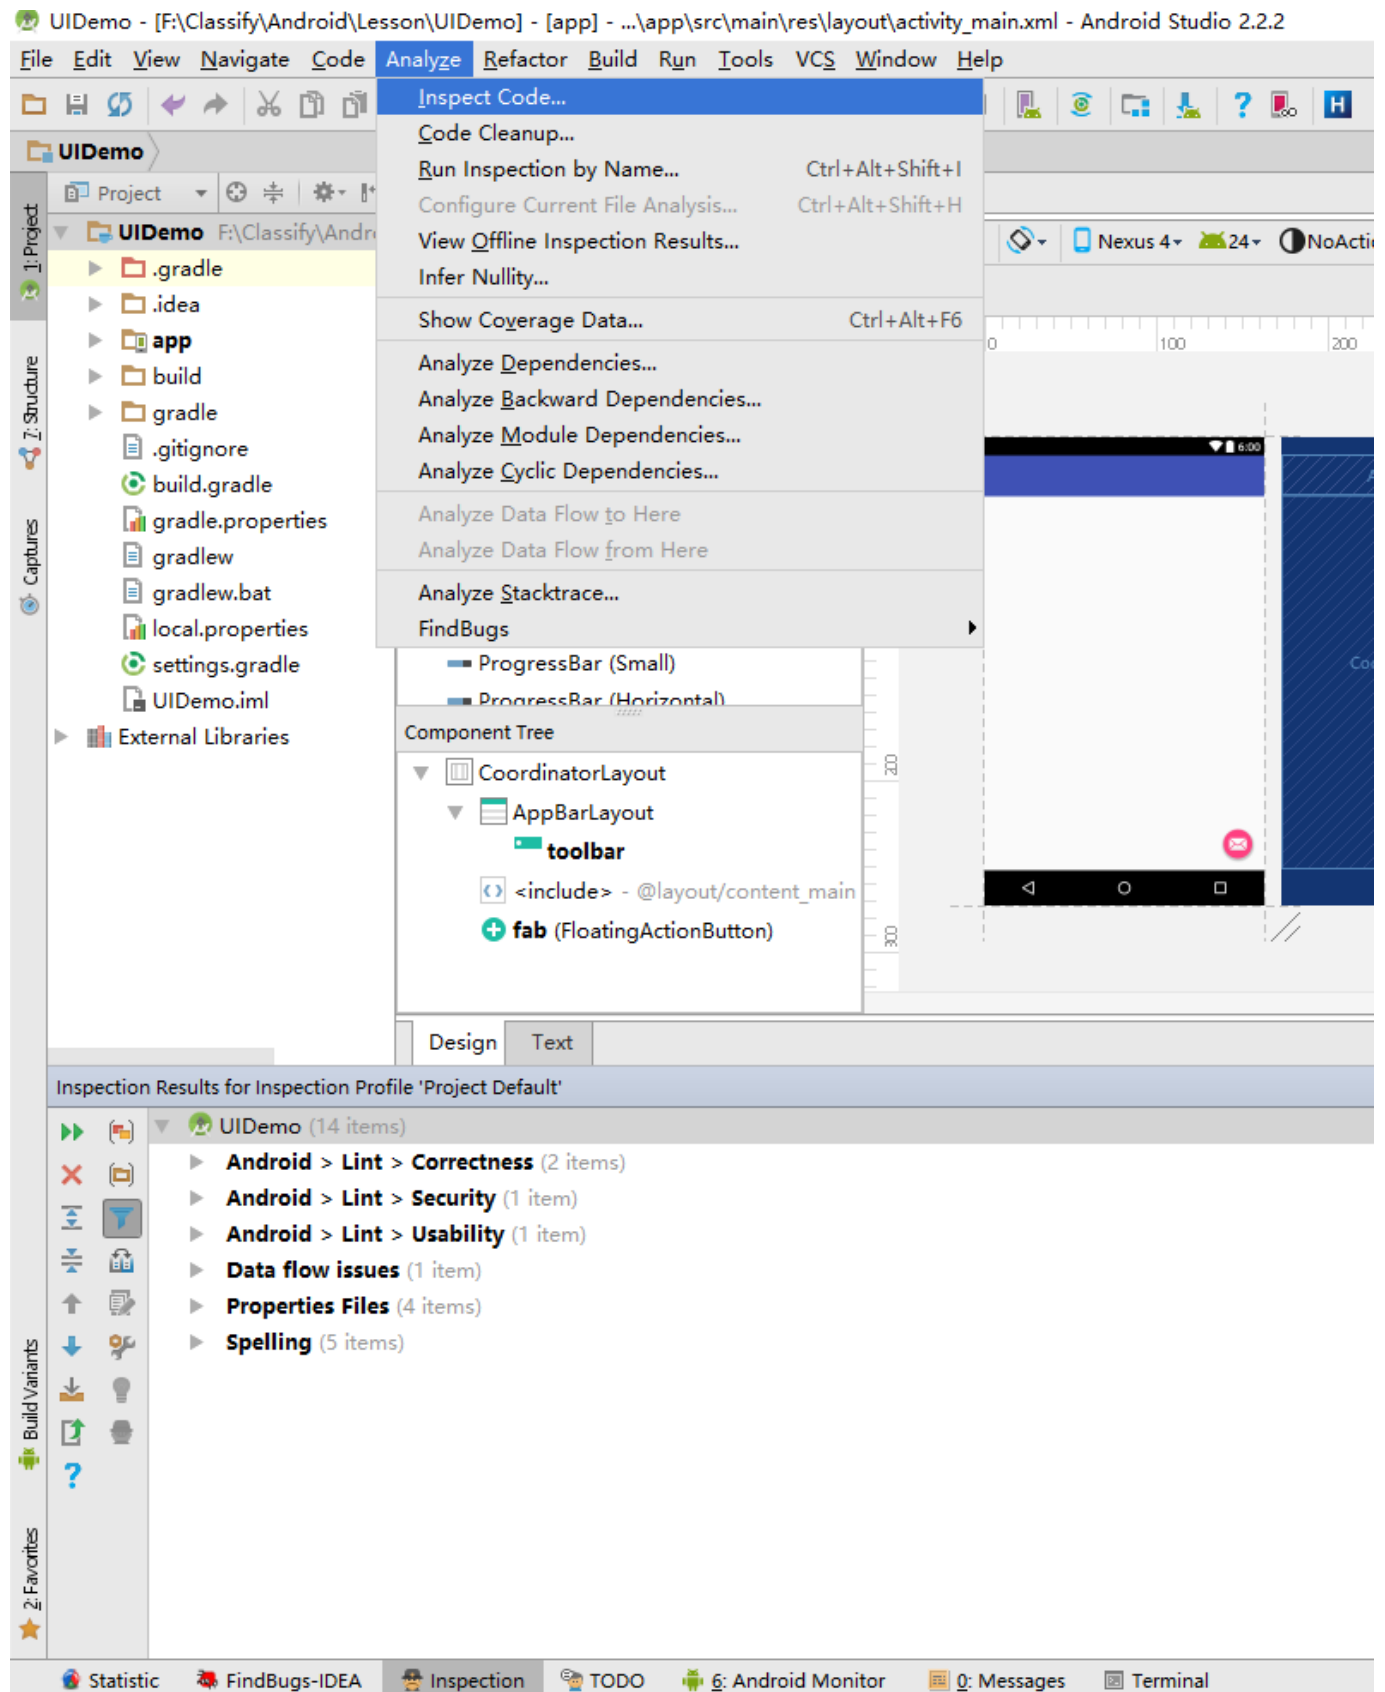 UIDemo - [F:\Classify\Android\Lesson\UIDemo] - [app] - ...\app\src\main\res\layout\activity_main.xml - Android Studio 2.2.2
File Edit View Navigate Code Analyze Refactor Build Run Tools VCS Window Help
Inspect Code...
Code Cleanup...
Run Inspection by Name... Ctrl+Alt+Shift+I
Configure Current File Analysis... Ctrl+Alt+Shift+H
View Offline Inspection Results...
Infer Nullity...
Show Coverage Data... Ctrl+Alt+F6
Analyze Dependencies...
Analyze Backward Dependencies...
Analyze Module Dependencies...
Analyze Cyclic Dependencies...
Analyze Data Flow to Here
Analyze Data Flow from Here
Analyze Stacktrace...
FindBugs
? H
UIDemo
Project
UIDemo F:\Classify\Andr
.gradle
.idea
app
build
gradle
.gitignore
build.gradle
gradle.properties
gradlew
gradlew.bat
local.properties
settings.gradle
UIDemo.iml
External Libraries
1: Project
7: Structure
Captures
Build Variants
2: Favorites
Nexus 4 24 NoActi
0 100 200
6:00
A
Coo
200
300
ProgressBar (Small)
ProgressBar (Horizontal)
Component Tree
CoordinatorLayout
AppBarLayout
toolbar
<include> - @layout/content_main
fab (FloatingActionButton)
Design Text
Inspection Results for Inspection Profile 'Project Default'
UIDemo (14 items)
Android > Lint > Correctness (2 items)
Android > Lint > Security (1 item)
Android > Lint > Usability (1 item)
Data flow issues (1 item)
Properties Files (4 items)
Spelling (5 items)
?
Statistic FindBugs-IDEA Inspection TODO 6: Android Monitor 0: Messages Terminal